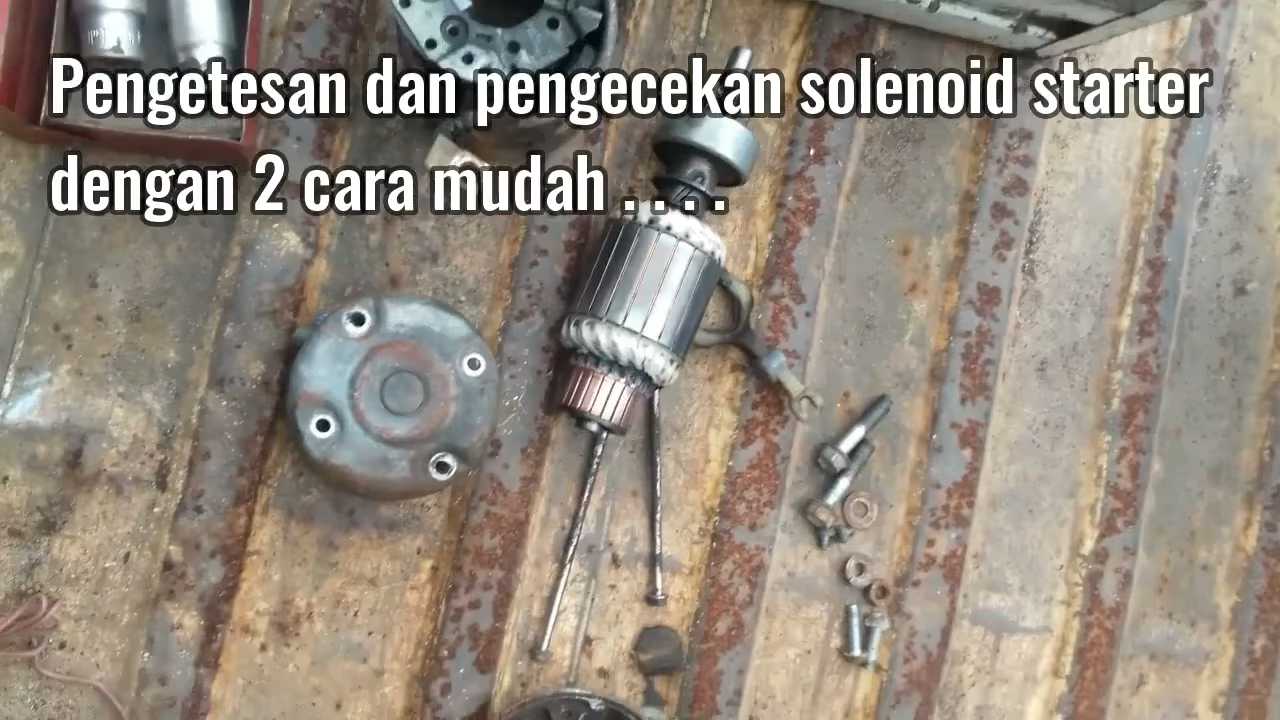 Pengetesan dan pengecekan solenoid starter
dengan 2 cara mudah . . . .